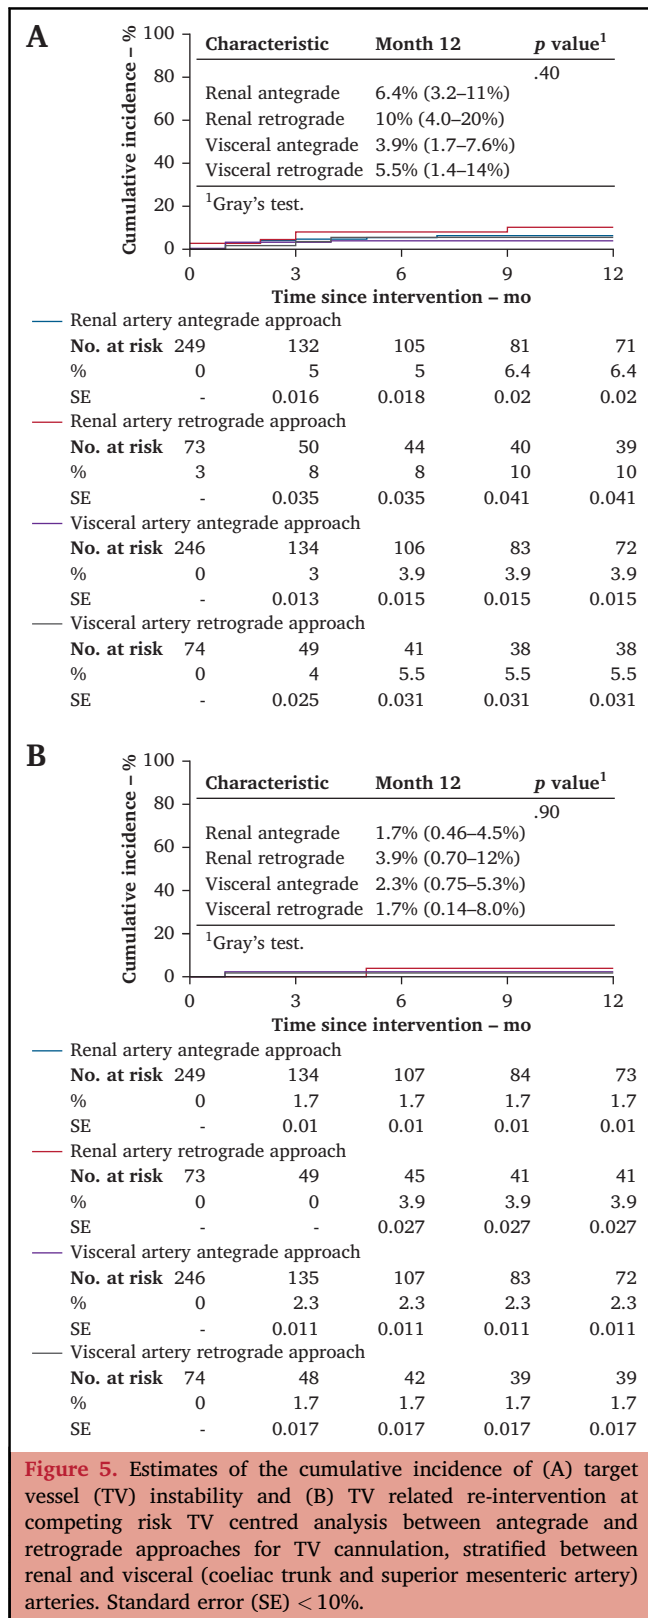 A
100
80
60
40
20
0
Cumulative incidence – %
Characteristic Month 12 p value¹
.40
Renal antegrade 6.4% (3.2–11%)
Renal retrograde 10% (4.0–20%)
Visceral antegrade 3.9% (1.7–7.6%)
Visceral retrograde 5.5% (1.4–14%)
¹Gray's test.
0 3 6 9 12
Time since intervention – mo
Renal artery antegrade approach
No. at risk 249 132 105 81 71
% 0 5 5 6.4 6.4
SE - 0.016 0.018 0.02 0.02
Renal artery retrograde approach
No. at risk 73 50 44 40 39
% 3 8 8 10 10
SE - 0.035 0.035 0.041 0.041
Visceral artery antegrade approach
No. at risk 246 134 106 83 72
% 0 3 3.9 3.9 3.9
SE - 0.013 0.015 0.015 0.015
Visceral artery retrograde approach
No. at risk 74 49 41 38 38
% 0 4 5.5 5.5 5.5
SE - 0.025 0.031 0.031 0.031
B
100
80
60
40
20
0
Cumulative incidence – %
Characteristic Month 12 p value¹
.90
Renal antegrade 1.7% (0.46–4.5%)
Renal retrograde 3.9% (0.70–12%)
Visceral antegrade 2.3% (0.75–5.3%)
Visceral retrograde 1.7% (0.14–8.0%)
¹Gray's test.
0 3 6 9 12
Time since intervention – mo
Renal artery antegrade approach
No. at risk 249 134 107 84 73
% 0 1.7 1.7 1.7 1.7
SE - 0.01 0.01 0.01 0.01
Renal artery retrograde approach
No. at risk 73 49 45 41 41
% 0 0 3.9 3.9 3.9
SE - - 0.027 0.027 0.027
Visceral artery antegrade approach
No. at risk 246 135 107 83 72
% 0 2.3 2.3 2.3 2.3
SE - 0.011 0.011 0.011 0.011
Visceral artery retrograde approach
No. at risk 74 48 42 39 39
% 0 1.7 1.7 1.7 1.7
SE - 0.017 0.017 0.017 0.017
Figure 5. Estimates of the cumulative incidence of (A) target
vessel (TV) instability and (B) TV related re-intervention at
competing risk TV centred analysis between antegrade and
retrograde approaches for TV cannulation, stratified between
renal and visceral (coeliac trunk and superior mesenteric artery)
arteries. Standard error (SE) < 10%.